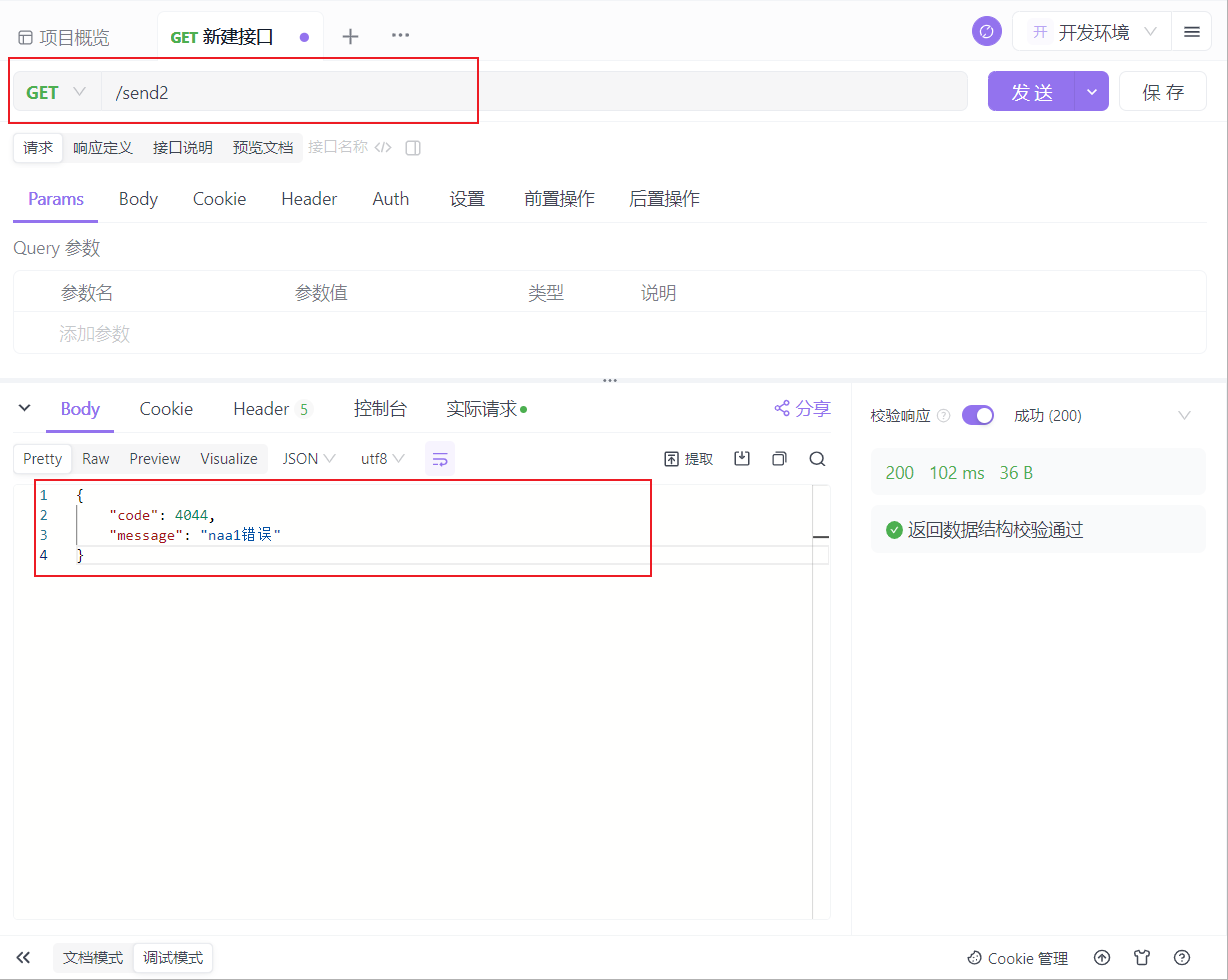 项目概览
GET 新建接口
开 开发环境
GET /send2
发 送
保 存
请求 响应定义 接口说明 预览文档 接口名称
Params Body Cookie Header Auth 设置 前置操作 后置操作
Query 参数
参数名 参数值 类型 说明
添加参数
Body Cookie Header 5 控制台 实际请求
分享
校验响应 成功 (200)
Pretty Raw Preview Visualize JSON utf8
提取
200 102 ms 36 B
返回数据结构校验通过
1 {
2 "code": 4044,
3 "message": "naa1错误"
4 }
文档模式 调试模式
Cookie 管理